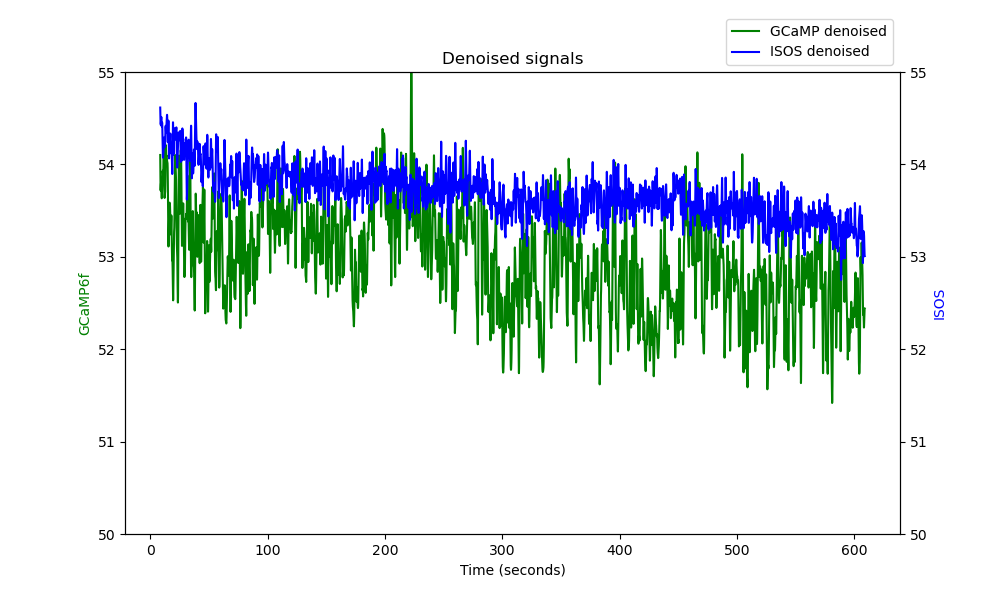 GCaMP denoised
ISOS denoised
Denoised signals
55
54
53
52
51
50
GCaMP6f
55
54
53
52
51
50
ISOS
0 100 200 300 400 500 600
Time (seconds)